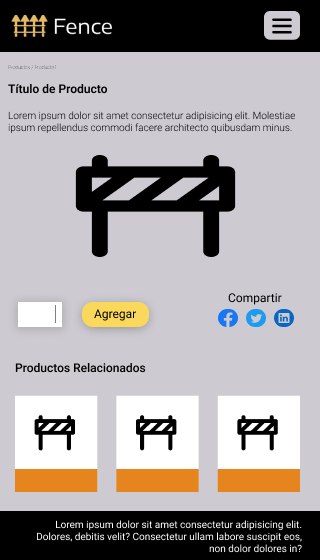 Fence
Productos / Producto1
Título de Producto
Lorem ipsum dolor sit amet consectetur adipisicing elit. Molestiae
ipsum repellendus commodi facere architecto quibusdam minus.
Agregar
Compartir
Productos Relacionados
Lorem ipsum dolor sit amet consectetur adipisicing elit.
Dolores, debitis velit? Consectetur ullam labore suscipit eos,
non dolor dolores in?